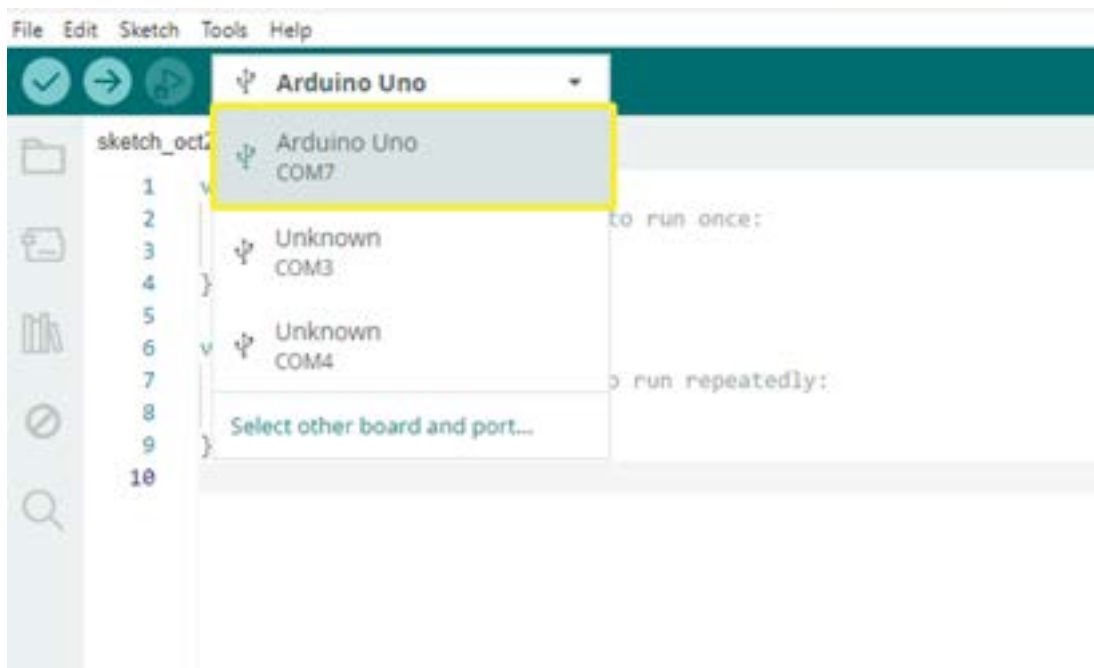 File Edit Sketch Tools Help
Arduino Uno
sketch_oct2
Arduino Uno
COM7
Unknown
COM3
Unknown
COM4
Select other board and port...
1 v
2 to run once:
3
4 }
5
6 v
7 o run repeatedly:
8
9 }
10